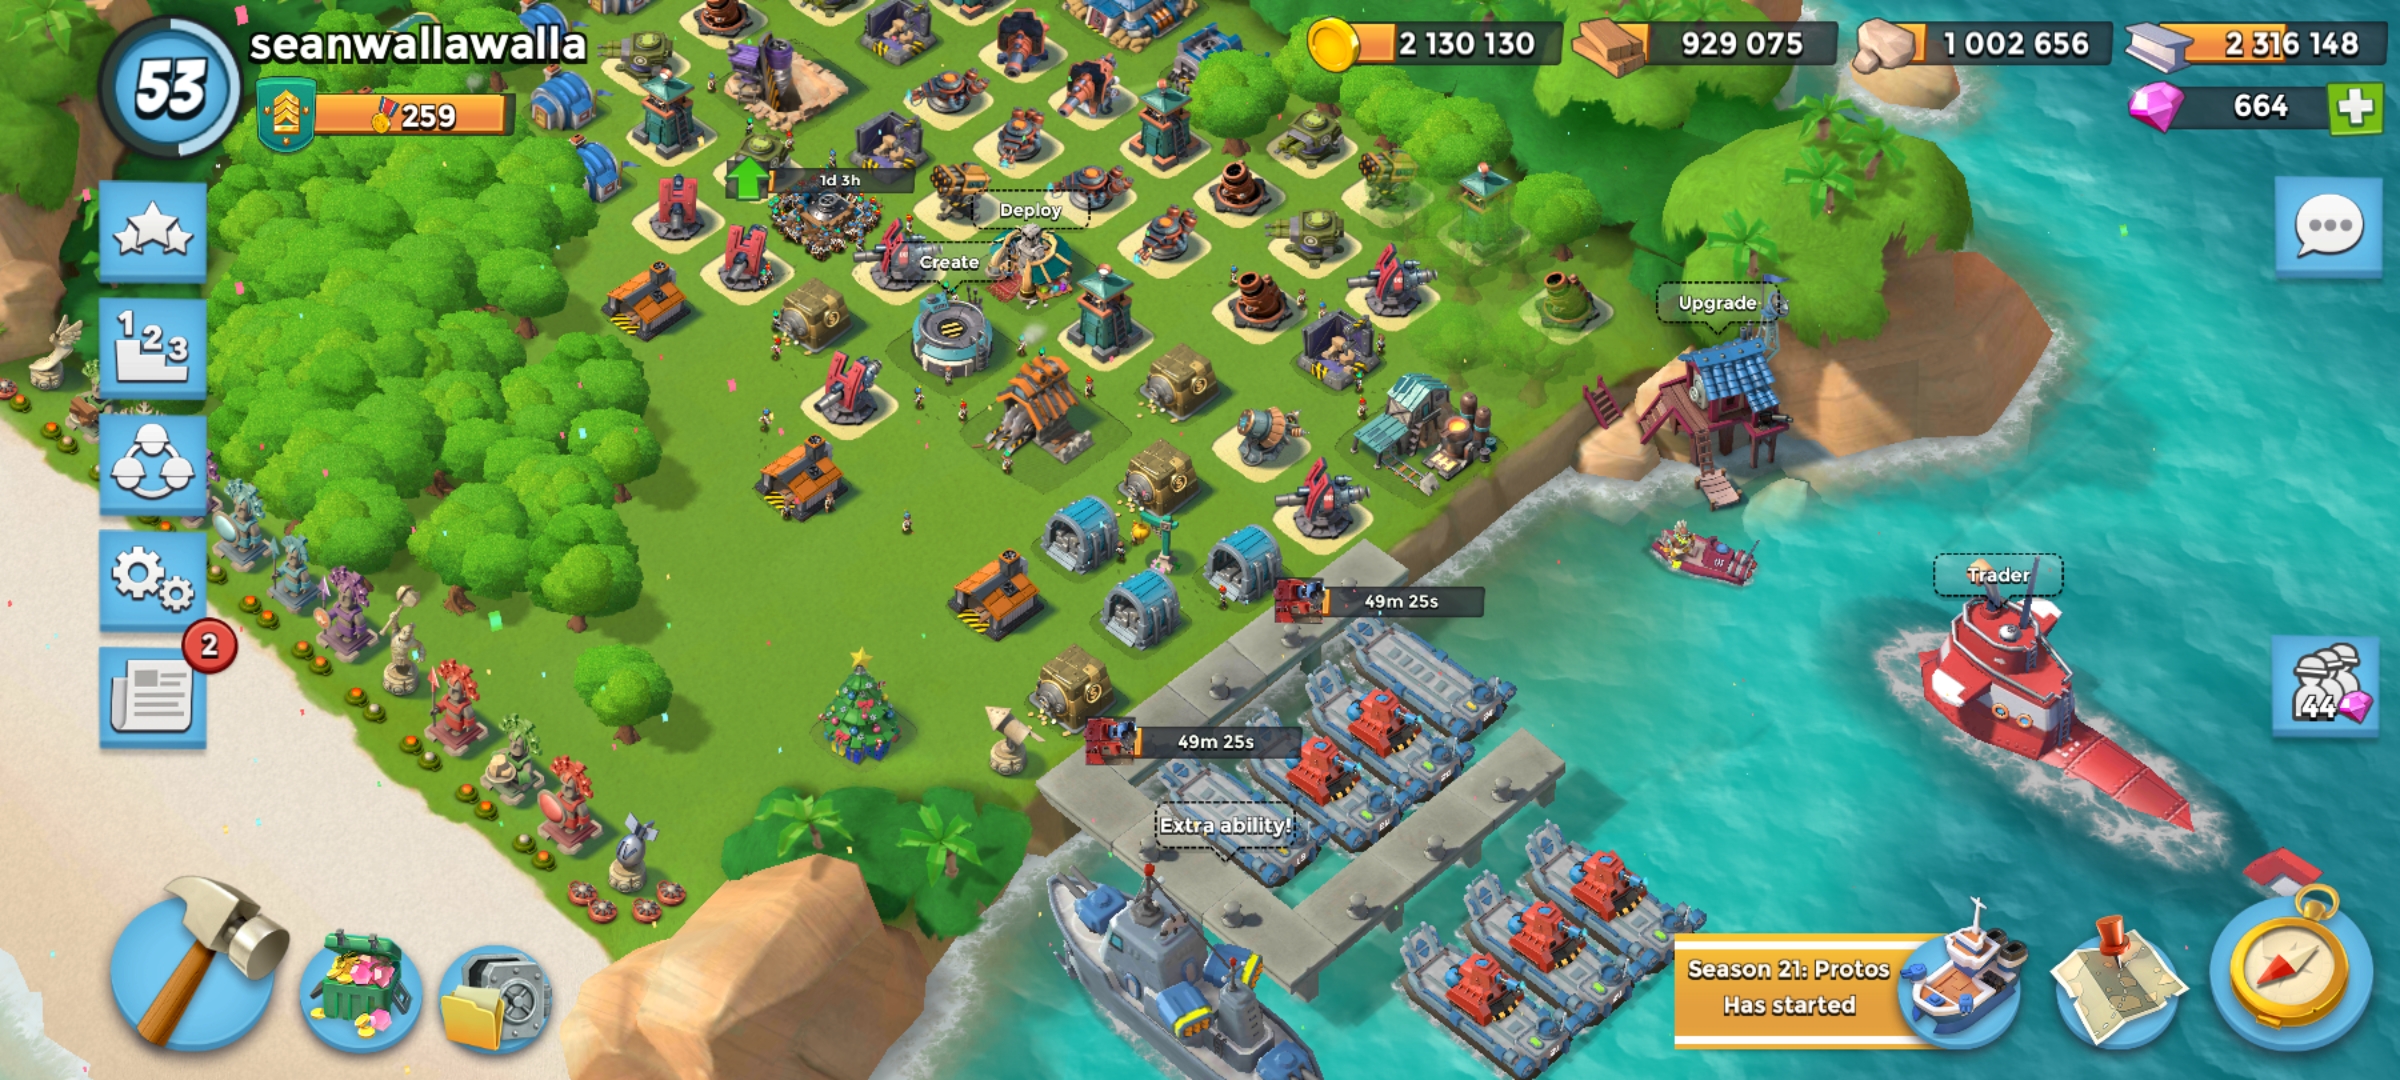 53
seanwallawalla
259
2 130 130
929 075
1 002 656
2 316 148
664
1d 3h
Deploy
Create
Upgrade
1 2 3
Trader
49m 25s
2
44
49m 25s
Extra ability!
Season 21: Protos
Has started